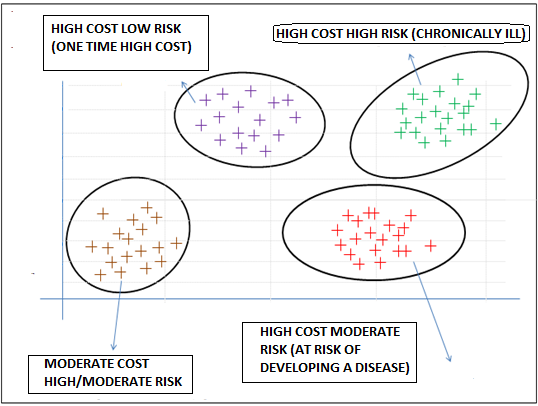 HIGH COST LOW RISK
(ONE TIME HIGH COST)
HIGH COST HIGH RISK (CHRONICALLY ILL)
HIGH COST MODERATE
RISK (AT RISK OF
DEVELOPING A DISEASE)
MODERATE COST
HIGH/MODERATE RISK